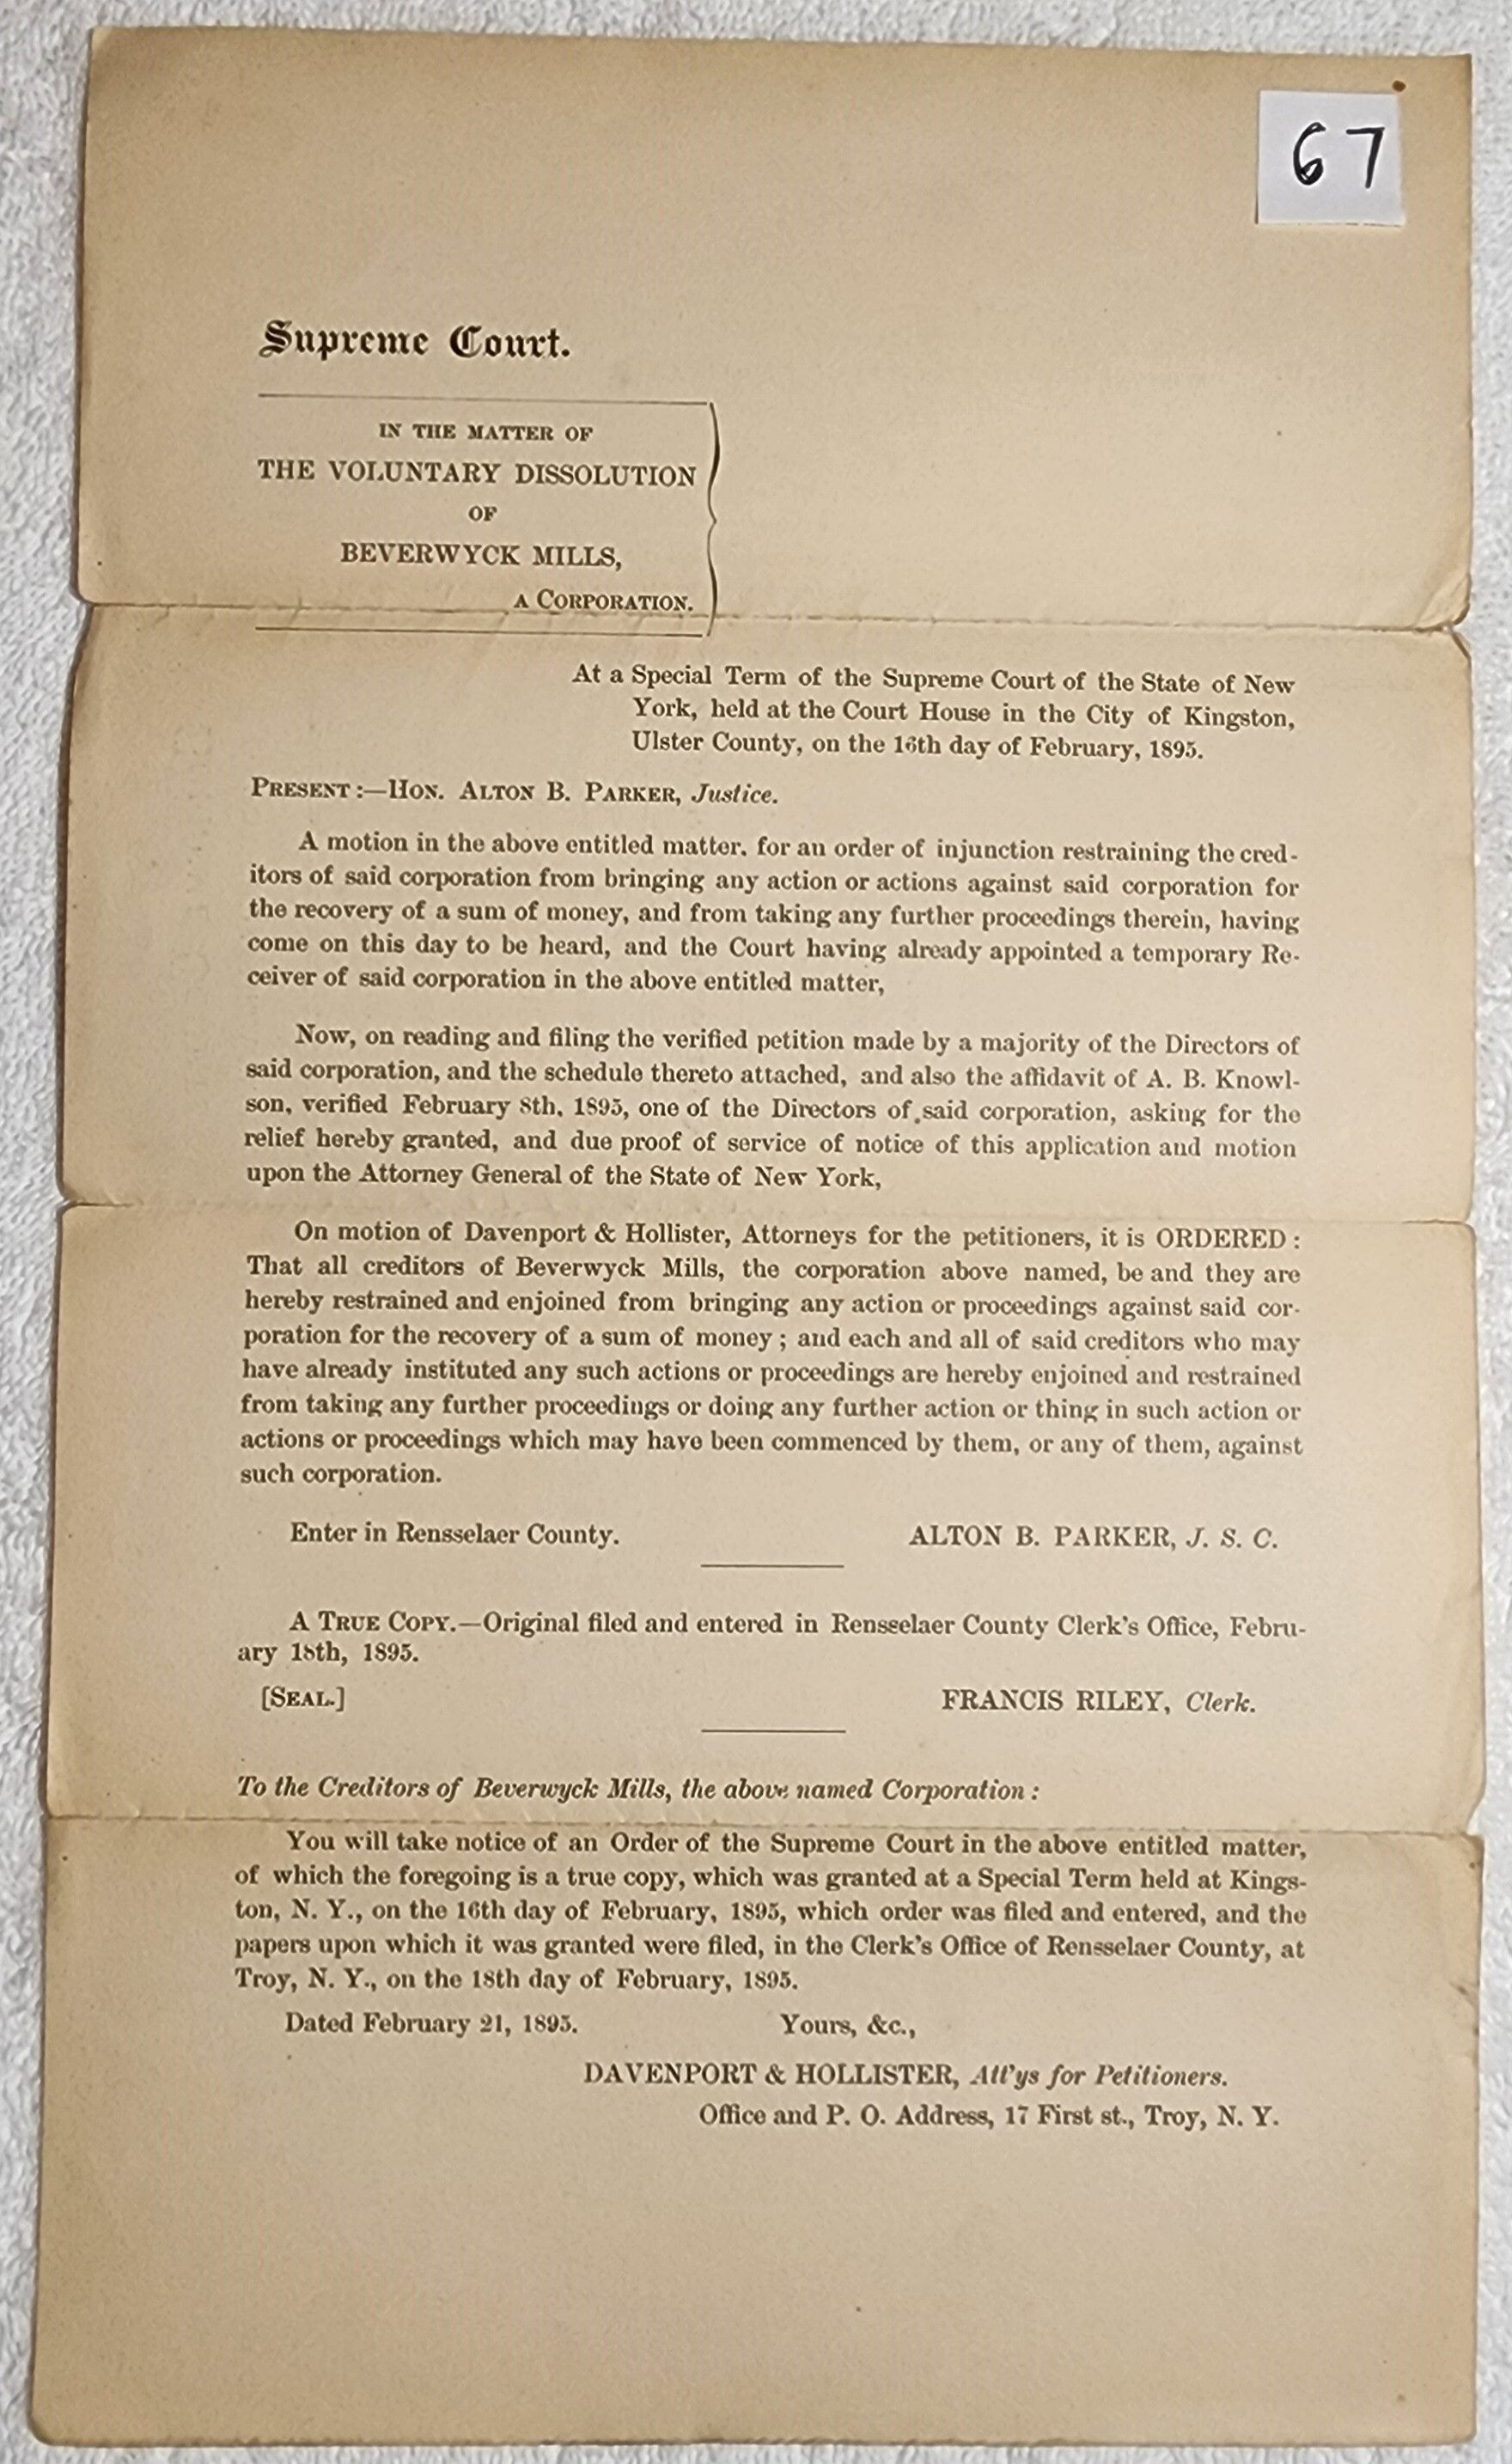 67
Supreme Court.
IN THE MATTER OF
THE VOLUNTARY DISSOLUTION
OF
BEVERWYCK MILLS,
A CORPORATION.
At a Special Term of the Supreme Court of the State of New
York, held at the Court House in the City of Kingston,
Ulster County, on the 16th day of February, 1895.
PRESENT :—HON. ALTON B. PARKER, Justice.
A motion in the above entitled matter, for an order of injunction restraining the cred-
itors of said corporation from bringing any action or actions against said corporation for
the recovery of a sum of money, and from taking any further proceedings therein, having
come on this day to be heard, and the Court having already appointed a temporary Re-
ceiver of said corporation in the above entitled matter,
Now, on reading and filing the verified petition made by a majority of the Directors of
said corporation, and the schedule thereto attached, and also the affidavit of A. B. Knowl-
son, verified February 8th, 1895, one of the Directors of said corporation, asking for the
relief hereby granted, and due proof of service of notice of this application and motion
upon the Attorney General of the State of New York,
On motion of Davenport & Hollister, Attorneys for the petitioners, it is ORDERED :
That all creditors of Beverwyck Mills, the corporation above named, be and they are
hereby restrained and enjoined from bringing any action or proceedings against said cor-
poration for the recovery of a sum of money ; and each and all of said creditors who may
have already instituted any such actions or proceedings are hereby enjoined and restrained
from taking any further proceedings or doing any further action or thing in such action or
actions or proceedings which may have been commenced by them, or any of them, against
such corporation.
Enter in Rensselaer County. ALTON B. PARKER, J. S. C.
A TRUE COPY.—Original filed and entered in Rensselaer County Clerk's Office, Febru-
ary 18th, 1895.
[SEAL.] FRANCIS RILEY, Clerk.
To the Creditors of Beverwyck Mills, the above named Corporation :
You will take notice of an Order of the Supreme Court in the above entitled matter,
of which the foregoing is a true copy, which was granted at a Special Term held at Kings-
ton, N. Y., on the 16th day of February, 1895, which order was filed and entered, and the
papers upon which it was granted were filed, in the Clerk's Office of Rensselaer County, at
Troy, N. Y., on the 18th day of February, 1895.
Dated February 21, 1895. Yours, &c.,
DAVENPORT & HOLLISTER, Att'ys for Petitioners.
Office and P. O. Address, 17 First st., Troy, N. Y.